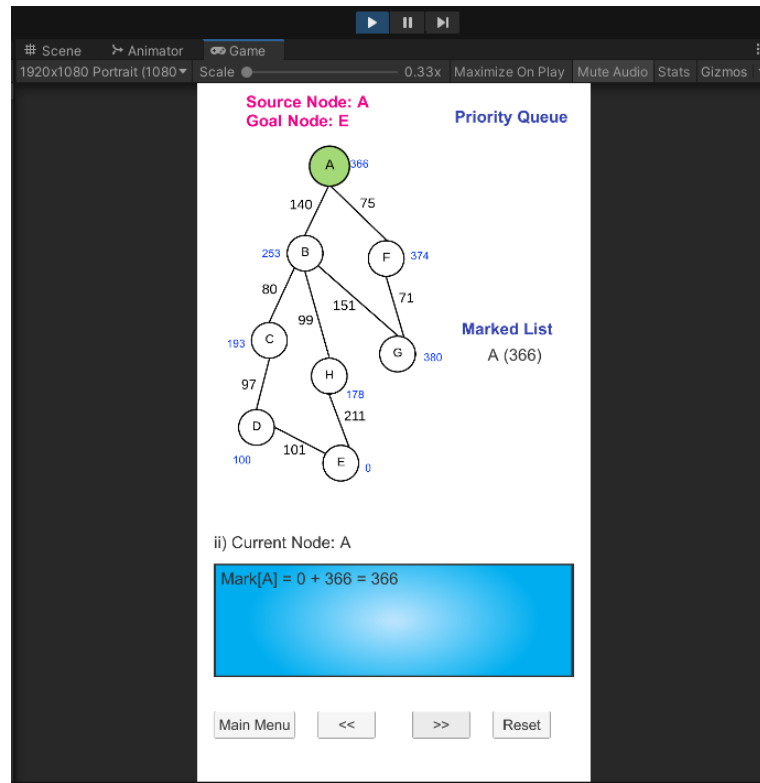 # Scene
Animator
Game
1920x1080 Portrait (1080
Scale
0.33x
Maximize On Play
Mute Audio
Stats
Gizmos
Source Node: A
Goal Node: E
Priority Queue
A
366
140
75
253
B
F
374
80
99
151
71
Marked List
193
C
G
380
A (366)
H
97
178
211
D
101
100
E
0
ii) Current Node: A
Mark[A] = 0 + 366 = 366
Main Menu
<<
>>
Reset